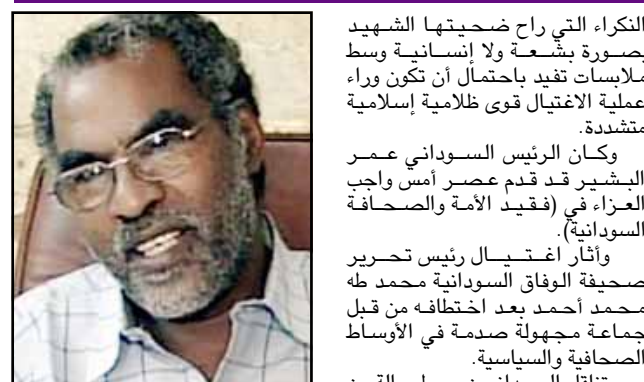 النكراء التي راح ضحيتها الشهيد
بصورة بشعة ولا إنسانية وسط
ملابسات تفيد باحتمال أن تكون وراء
عملية الاغتيال قوى ظلامية إسلامية
متشددة.
وكان الرئيس السوداني عمر
البشير قد قدم عصر أمس واجب
العزاء في (فقيد الأمة والصحافة
السودانية).
وأثار اغتيال رئيس تحرير
صحيفة الوفاق السودانية محمد طه
محمد أحمد بعد اختطافه من قبل
جماعة مجهولة صدمة في الأوساط
الصحافية والسياسية.